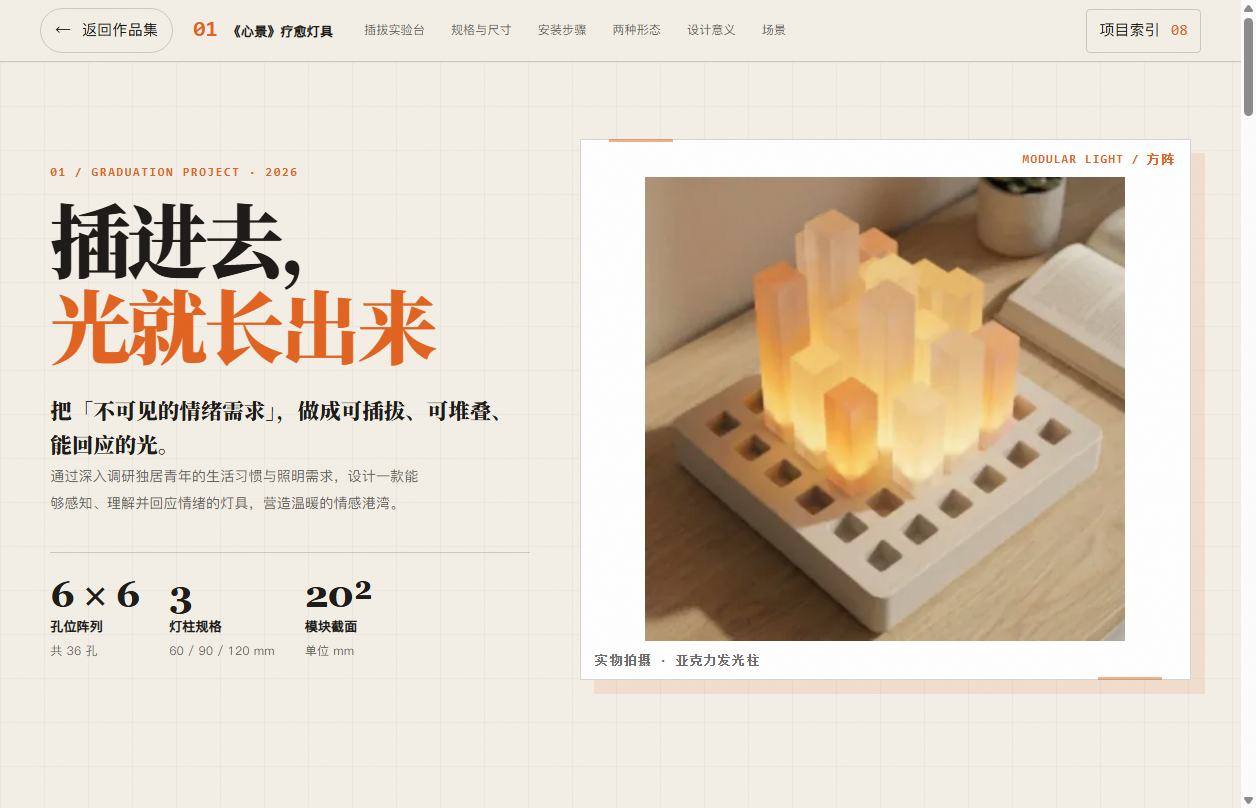 ← 返回作品集
01 《心景》疗愈灯具
插拔实验台 规格与尺寸 安装步骤 两种形态 设计意义 场景
项目索引 08
01 / GRADUATION PROJECT · 2026
插进去，
光就长出来
把「不可见的情绪需求」，做成可插拔、可堆叠、
能回应的光。
通过深入调研独居青年的生活习惯与照明需求，设计一款能
够感知、理解并回应情绪的灯具，营造温暖的情感港湾。
6 × 6
孔位阵列
共 36 孔
3
灯柱规格
60 / 90 / 120 mm
20²
模块截面
单位 mm
MODULAR LIGHT / 方阵
实物拍摄 · 亚克力发光柱